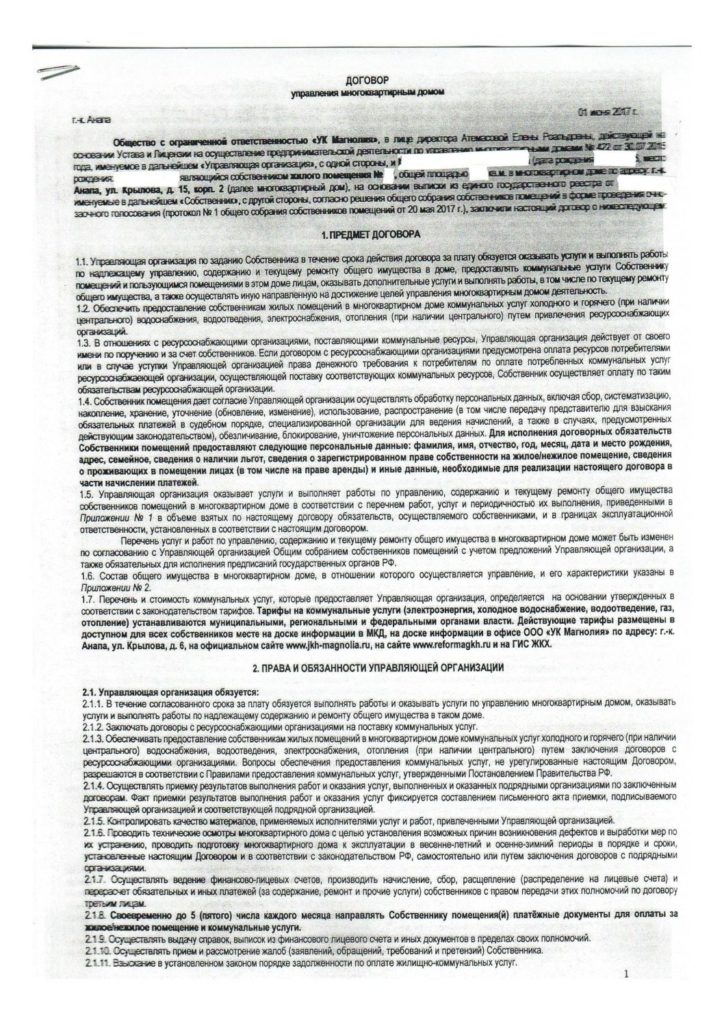 ДОГОВОР
управления многоквартирным домом
г.-к. Анапа 01 июня 2017 г.
Общество с ограниченной ответственностью «УК Магнолия», в лице директора Атемасовой Елены Роальдовны, действующей на
основании Устава и Лицензии на осуществление предпринимательской деятельности по управлению многоквартирными домами № 422 от 30.07.2015
года, именуемое в дальнейшем «Управляющая организация», с одной стороны, и (дата рождения место
рождения: являющийся собственником жилого помещения № , общей площадью кв.м. в многоквартирном доме по адресу: г.-к.
Анапа, ул. Крылова, д. 15, корп. 2 (далее многоквартирный дом), на основании выписки из единого государственного реестра от
именуемые в дальнейшем «Собственник», с другой стороны, согласно решения общего собрания собственников помещений в форме проведения очно-
заочного голосования (протокол № 1 общего собрания собственников помещений от 20 мая 2017 г.), заключили настоящий договор о нижеследующем:
1. ПРЕДМЕТ ДОГОВОРА
1.1. Управляющая организация по заданию Собственника в течение срока действия договора за плату обязуется оказывать услуги и выполнять работы
по надлежащему управлению, содержанию и текущему ремонту общего имущества в доме, предоставлять коммунальные услуги Собственнику
помещений и пользующимся помещениями в этом доме лицам, оказывать дополнительные услуги и выполнять работы, в том числе по текущему ремонту
общего имущества, а также осуществлять иную направленную на достижение целей управления многоквартирным домом деятельность.
1.2. Обеспечить предоставление собственникам жилых помещений в многоквартирном доме коммунальных услуг холодного и горячего (при наличии
центрального) водоснабжения, водоотведения, электроснабжения, отопления (при наличии центрального) путем привлечения ресурсоснабжающих
организаций.
1.3. В отношениях с ресурсоснабжающими организациями, поставляющими коммунальные ресурсы, Управляющая организация действует от своего
имени по поручению и за счет собственников. Если договором с ресурсоснабжающими организациями предусмотрена оплата ресурсов потребителями
или в случае уступки Управляющей организацией права денежного требования к потребителям по оплате потребленных коммунальных услуг
ресурсоснабжаеющей организации, осуществляющей поставку соответствующих коммунальных ресурсов, Собственник осуществляет оплату по таким
обязательствам ресурсоснабжающей организации.
1.4. Собственник помещения дает согласие Управляющей организации осуществлять обработку персональных данных, включая сбор, систематизацию,
накопление, хранение, уточнение (обновление, изменение), использование, распространение (в том числе передачу представителю для взыскания
обязательных платежей в судебном порядке, специализированной организации для ведения начислений, а также в случаях, предусмотренных
действующим законодательством), обезличивание, блокирование, уничтожение персональных данных. Для исполнения договорных обязательств
Собственники помещений предоставляют следующие персональные данные: фамилия, имя, отчество, год, месяц, дата и место рождения,
адрес, семейное, сведения о наличии льгот, сведения о зарегистрированном праве собственности на жилое/нежилое помещение, сведения
о проживающих в помещении лицах (в том числе на праве аренды) и иные данные, необходимые для реализации настоящего договора в
части начислении платежей.
1.5. Управляющая организация оказывает услуги и выполняет работы по управлению, содержанию и текущему ремонту общего имущества
собственников помещений в многоквартирном доме в соответствии с перечнем работ, услуг и периодичностью их выполнения, приведенными в
Приложении № 1 в объеме взятых по настоящему договору обязательств, осуществляемого собственниками, и в границах эксплуатационной
ответственности, установленных в соответствии с настоящим договором.
Перечень услуг и работ по управлению, содержанию и текущему ремонту общего имущества в многоквартирном доме может быть изменен
по согласованию с Управляющей организацией Общим собранием собственников помещений с учетом предложений Управляющей организации, а
также обязательных для исполнения предписаний государственных органов РФ.
1.6. Состав общего имущества в многоквартирном доме, в отношении которого осуществляется управление, и его характеристики указаны в
Приложении № 2.
1.7. Перечень и стоимость коммунальных услуг, которые предоставляет Управляющая организация, определяется на основании утвержденных в
соответствии с законодательством тарифов. Тарифы на коммунальные услуги (электроэнергия, холодное водоснабжение, водоотведение, газ,
отопление) устанавливаются муниципальными, региональными и федеральными органами власти. Действующие тарифы размещены в
доступном для всех собственников месте на доске информации в МКД, на доске информации в офисе ООО «УК Магнолия» по адресу: г.-к.
Анапа, ул. Крылова, д. 6, на официальном сайте www.jkh-magnolia.ru, на сайте www.reformagkh.ru и на ГИС ЖКХ.
2. ПРАВА И ОБЯЗАННОСТИ УПРАВЛЯЮЩЕЙ ОРГАНИЗАЦИИ
2.1. Управляющая организация обязуется:
2.1.1. В течение согласованного срока за плату обязуется выполнять работы и оказывать услуги по управлению многоквартирным домом, оказывать
услуги и выполнять работы по надлежащему содержанию и ремонту общего имущества в таком доме.
2.1.2. Заключать договоры с ресурсоснабжающими организациями на поставку коммунальных услуг.
2.1.3. Обеспечивать предоставление собственникам жилых помещений в многоквартирном доме коммунальных услуг холодного и горячего (при наличии
центрального) водоснабжения, водоотведения, электроснабжения, отопления (при наличии центрального) путем заключения договоров с
ресурсоснабжающими организациями. Вопросы обеспечения предоставления коммунальных услуг, не урегулированные настоящим Договором,
разрешаются в соответствии с Правилами предоставления коммунальных услуг, утвержденными Постановлением Правительства РФ.
2.1.4. Осуществлять приемку результатов выполнения работ и оказания услуг, выполненных и оказанных подрядными организациями по заключенным
договорам. Факт приемки результатов выполнения работ и оказания услуг фиксируется составлением письменного акта приемки, подписываемого
Управляющей организацией и соответствующей подрядной организацией.
2.1.5. Контролировать качество материалов, применяемых исполнителями услуг и работ, привлеченными Управляющей организацией.
2.1.6. Проводить технические осмотры многоквартирного дома с целью установления возможных причин возникновения дефектов и выработки мер по
их устранению, проводить подготовку многоквартирного дома к эксплуатации в весенне-летний и осенне-зимний периоды в порядке и сроки,
установленные настоящим Договором и в соответствии с законодательством РФ, самостоятельно или путем заключения договоров с подрядными
организациями.
2.1.7. Осуществлять ведение финансово-лицевых счетов, производить начисление, сбор, расщепление (распределение на лицевые счета) и
перерасчет обязательных и иных платежей (за содержание, ремонт и прочие услуги) собственников с правом передачи этих полномочий по договору
третьим лицам.
2.1.8. Своевременно до 5 (пятого) числа каждого месяца направлять Собственнику помещения(й) платёжные документы для оплаты за
жилое/нежилое помещение и коммунальные услуги.
2.1.9. Осуществлять выдачу справок, выписок из финансового лицевого счета и иных документов в пределах своих полномочий.
2.1.10. Осуществлять прием и рассмотрение жалоб (заявлений, обращений, требований и претензий) Собственника.
2.1.11. Взыскание в установленном законом порядке задолженности по оплате жилищно-коммунальных услуг.
1